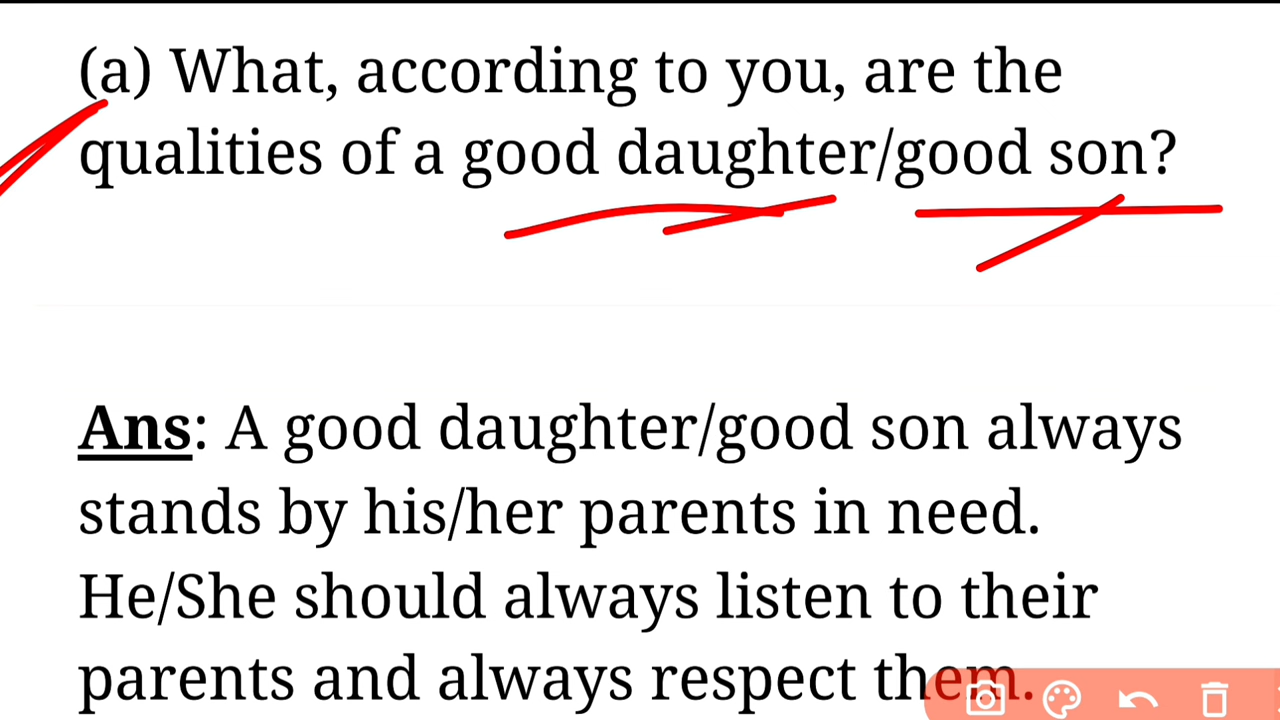 (a) What, according to you, are the
qualities of a good daughter/good son?
Ans: A good daughter/good son always
stands by his/her parents in need.
He/She should always listen to their
parents and always respect them.